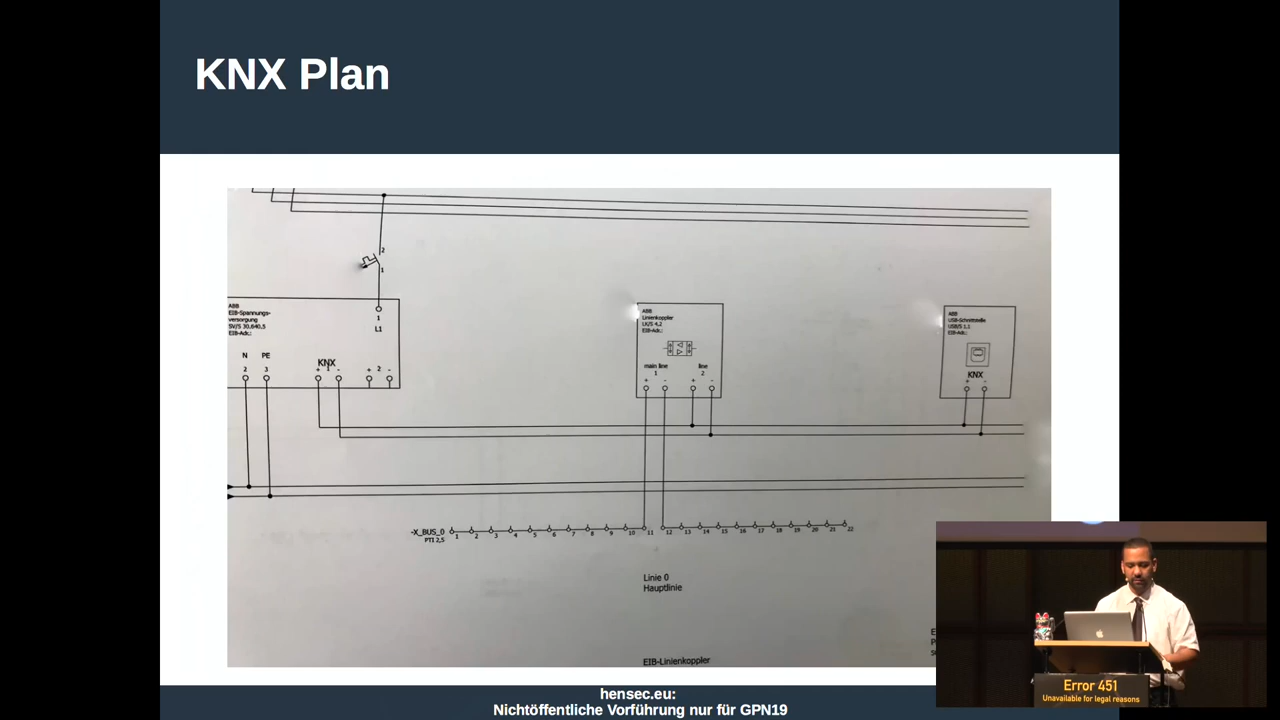 KNX Plan
2
1
ABB
EIB-Spannungs-
versorgung
SV/S 30.640.5
EIB-Adr.:
1
L1
N PE KNX
2 3 + 1 - + 2 -
ABB
Linienkoppler
LK/S 4.2
EIB-Adr.:
main line line
1 2
+ - + -
ABB
USB-Schnittstelle
USB/S 1.1
EIB-Adr.:
KNX
+ -
-X_BUS_0
PTI 2,5
1 2 3 4 5 6 7 8 9 10 11 12 13 14 15 16 17 18 19 20 21 22
Linie 0
Hauptlinie
EIB-Linienkoppler
Error 451
Unavailable for legal reasons
hensec.eu:
Nichtöffentliche Vorführung nur für GPN19